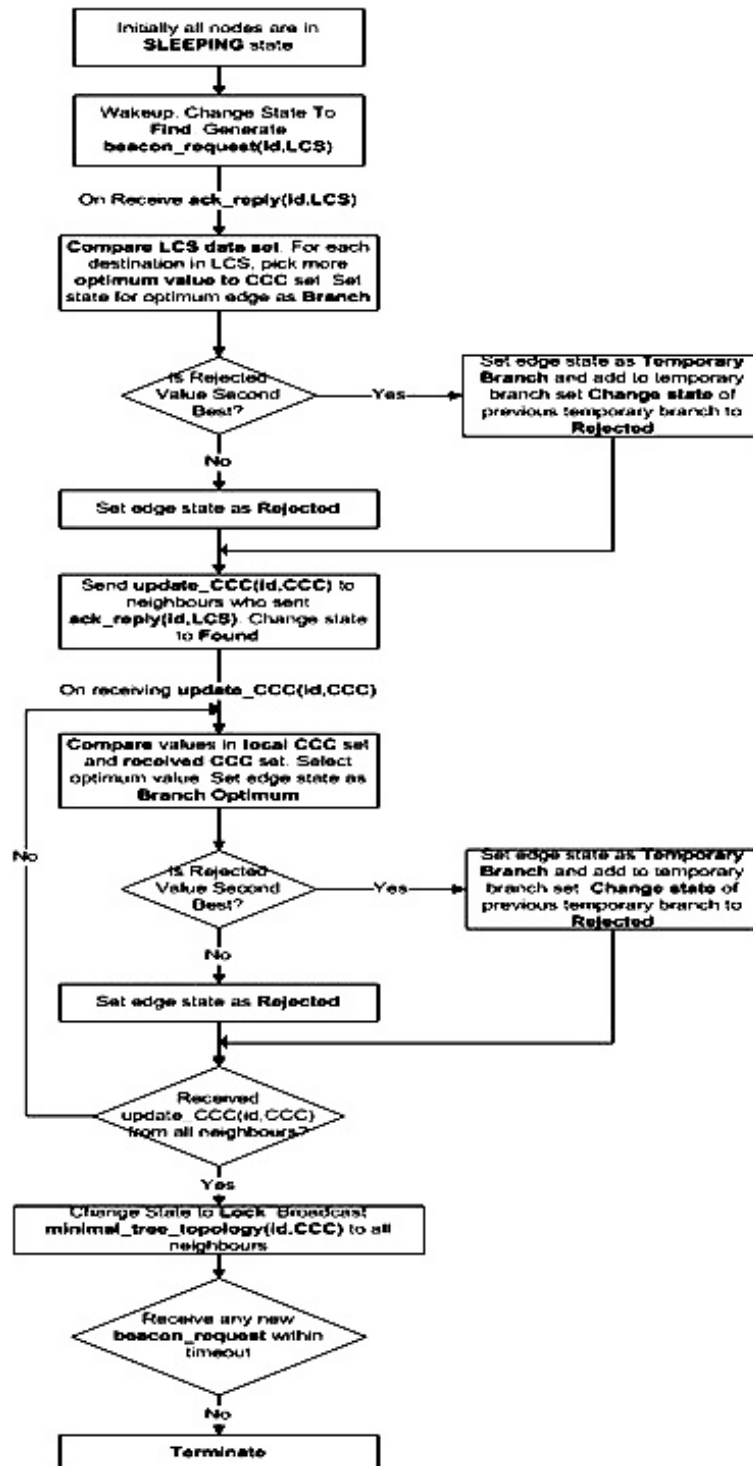 Initially all nodes are in
SLEEPING state
Wakeup. Change State To
Find. Generate
beacon_request(id,LCS)
On Receive ack_reply(id,LCS)
Compare LCS data set. For each
destination in LCS, pick more
optimum value to CCC set. Set
state for optimum edge as Branch
Is Rejected
Value Second
Best?
Yes
Set edge state as Temporary
Branch and add to temporary
branch set Change state of
previous temporary branch to
Rejected
No
Set edge state as Rejected
Send update_CCC(id,CCC) to
neighbours who sent
ack_reply(id,LCS). Change state
to Found
On receiving update_CCC(id,CCC)
Compare values in local CCC set
and received CCC set. Select
optimum value. Set edge state as
Branch Optimum
No
Is Rejected
Value Second
Best?
Yes
Set edge state as Temporary
Branch and add to temporary
branch set. Change state of
previous temporary branch to
Rejected
No
Set edge state as Rejected
Received
update_CCC(id,CCC)
from all neighbours?
Yes
Change State to Lock. Broadcast
minimal_tree_topology(id,CCC) to all
neighbours
Receive any new
beacon_request within
timeout
No
Terminate